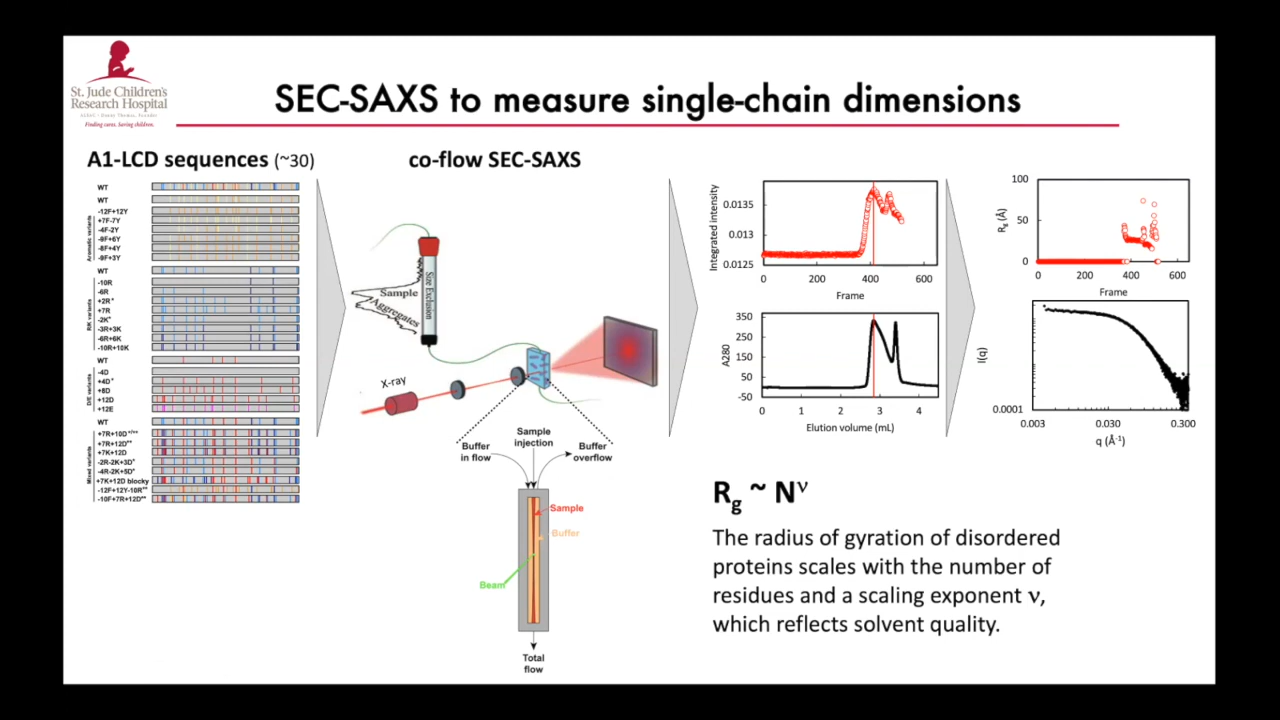 St. Jude Children's
Research Hospital
Finding cures. Saving children.
SEC-SAXS to measure single-chain dimensions
A1-LCD sequences (~30)
WT
Aromatic variants
WT
-12F+12Y
+7F-7Y
-4F-2Y
-9F+6Y
-8F+4Y
-9F+3Y
R/K variants
WT
-10R
-6R
+2R*
+7R
-2K*
-3R+3K
-6R+6K
-10R+10K
D/E variants
WT
-4D
+4D*
+8D
+12D
+12E
Mixed variants
WT
+7R+10D*/**
+7R+12D**
+7K+12D
-2R-2K+3D*
-4R-2K+5D*
+7K+12D blocky
-12F+12Y-10R**
-10F+7R+12D**
co-flow SEC-SAXS
Size Exclusion
Sample
Aggregates
X-ray
Buffer
in flow
Sample
injection
Buffer
overflow
Sample
Buffer
Beam
Total
flow
Integrated intensity
0.0135
0.013
0.0125
0 200 400 600
Frame
A280
350
250
150
50
-50
0 1 2 3 4
Elution volume (mL)
Rg (Å)
100
50
0
0 200 400 600
Frame
I(q)
0.0001
0.003 0.030 0.300
q (Å-1)
Rg ~ Nν
The radius of gyration of disordered
proteins scales with the number of
residues and a scaling exponent ν,
which reflects solvent quality.